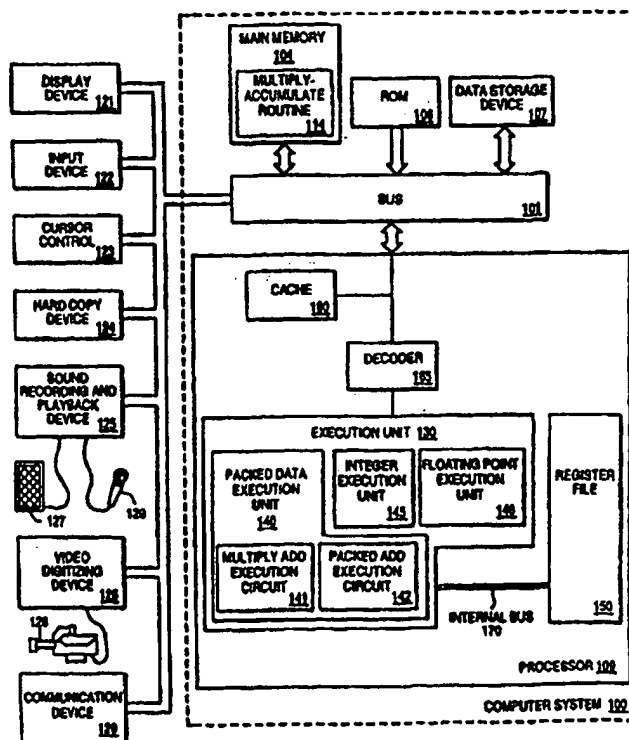 MAIN MEMORY
104
MULTIPLY-
ACCUMULATE
ROUTINE
114
ROM
106
DATA STORAGE
DEVICE
107
DISPLAY
DEVICE
121
INPUT
DEVICE
122
BUS
101
CURSOR
CONTROL
123
HARD COPY
DEVICE
124
SOUND
RECORDING AND
PLAYBACK
DEVICE
125
127
VIDEO
DIGITIZING
DEVICE
COMMUNICATION
DEVICE
129
CACHE
160
DECODER
165
EXECUTION UNIT 130
PACKED DATA
EXECUTION
UNIT
140
INTEGER
EXECUTION
UNIT
145
FLOATING POINT
EXECUTION
UNIT
146
MULTIPLY ADD
EXECUTION
CIRCUIT
141
PACKED ADD
EXECUTION
CIRCUIT
142
REGISTER
FILE
150
INTERNAL BUS
170
PROCESSOR 109
COMPUTER SYSTEM 100